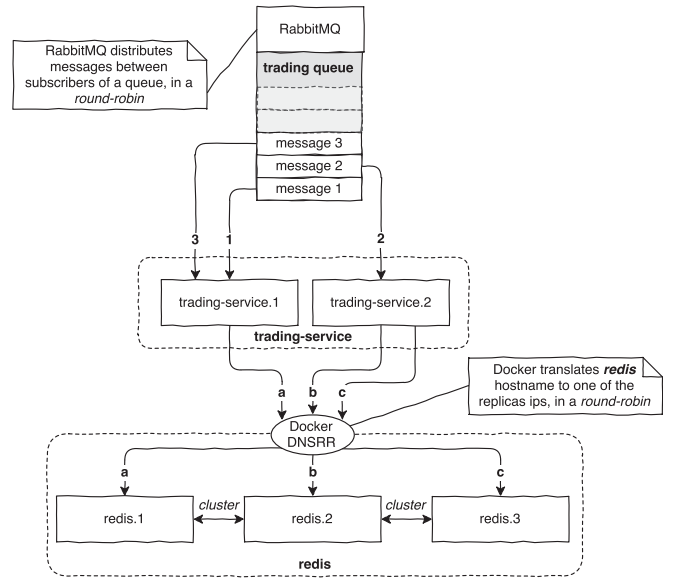 RabbitMQ
RabbitMQ distributes
messages between
subscribers of a queue, in a
round-robin
trading queue
message 3
message 2
message 1
3
1
2
trading-service.1
trading-service.2
trading-service
Docker translates redis
hostname to one of the
replicas ips, in a round-robin
a
b
c
Docker
DNSRR
a
b
c
redis.1
cluster
redis.2
cluster
redis.3
redis